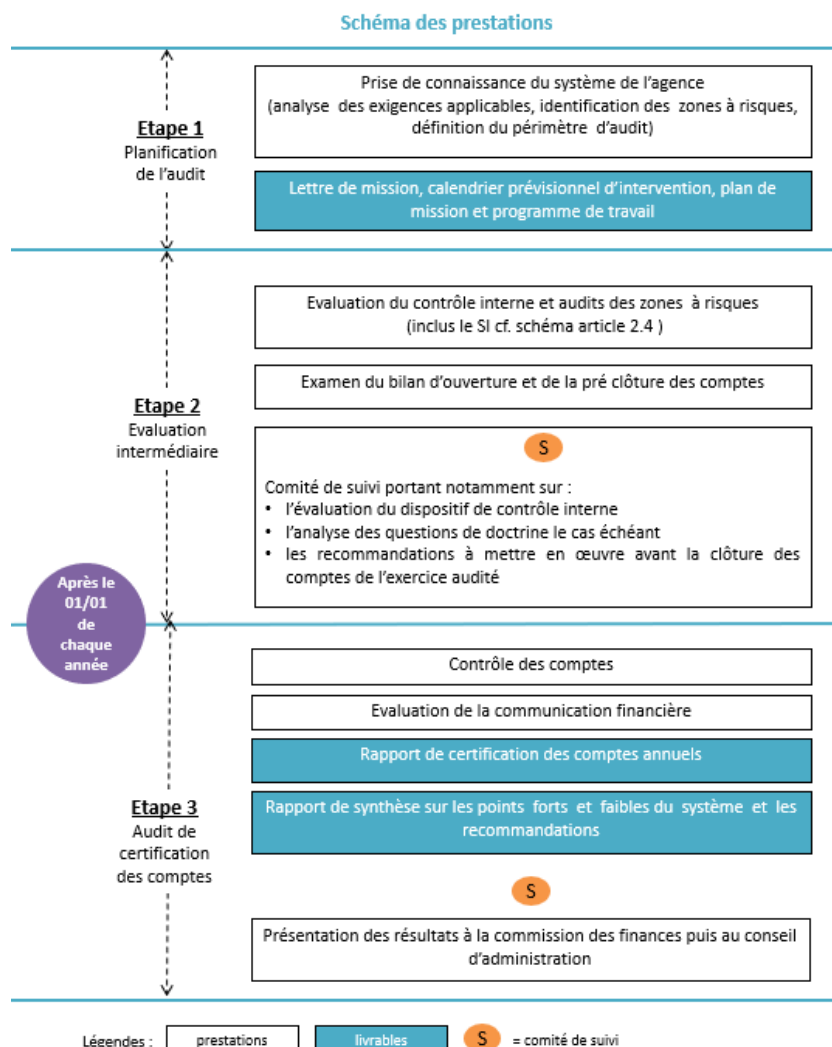 Schéma des prestations
Prise de connaissance du système de l'agence
(analyse des exigences applicables, identification des zones à risques,
définition du périmètre d'audit)
Etape 1
Planification
de l'audit
Lettre de mission, calendrier prévisionnel d'intervention, plan de
mission et programme de travail
Evaluation du contrôle interne et audits des zones à risques
(inclus le SI cf. schéma article 2.4 )
Examen du bilan d'ouverture et de la pré clôture des comptes
Etape 2
Evaluation
intermédiaire
S
Comité de suivi portant notamment sur :
• l'évaluation du dispositif de contrôle interne
• l'analyse des questions de doctrine le cas échéant
• les recommandations à mettre en œuvre avant la clôture des
comptes de l'exercice audité
Après le
01/01
de
chaque
année
Contrôle des comptes
Evaluation de la communication financière
Rapport de certification des comptes annuels
Etape 3
Audit de
certification
des comptes
Rapport de synthèse sur les points forts et faibles du système et les
recommandations
S
Présentation des résultats à la commission des finances puis au conseil
d'administration
Légendes :
prestations
livrables
S
= comité de suivi